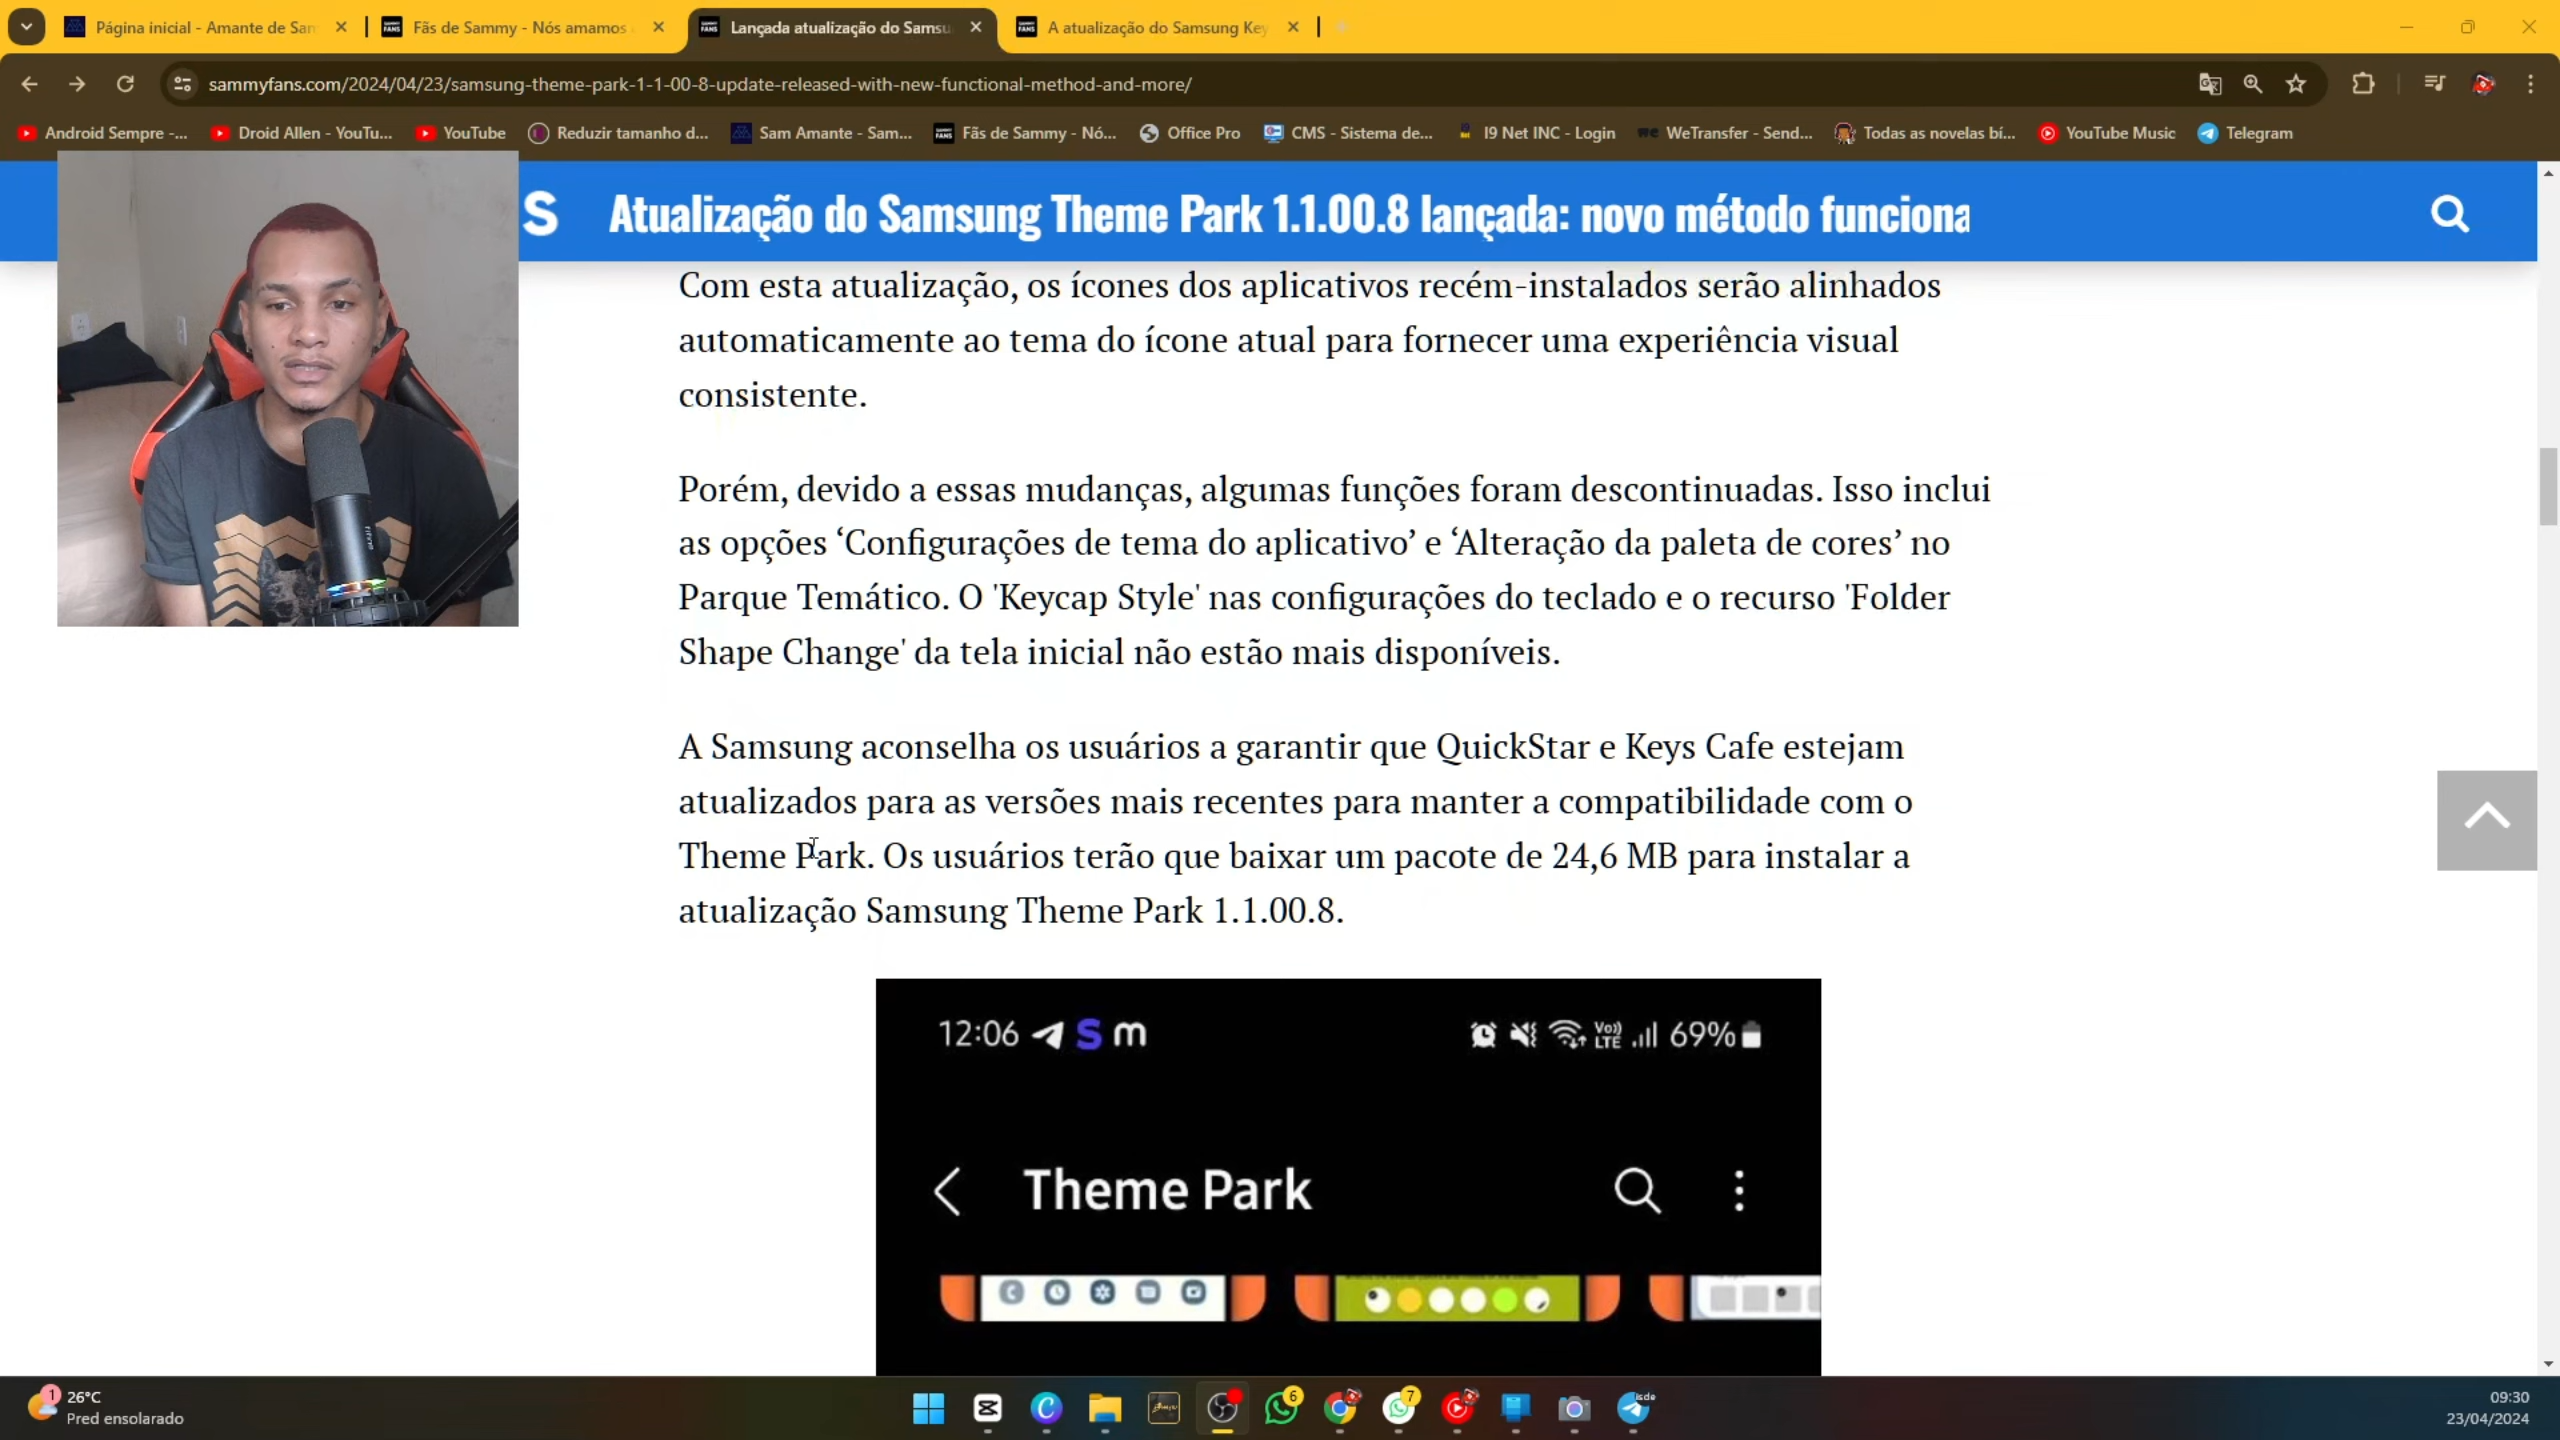 Página inicial - Amante de Sar
Fãs de Sammy - Nós amamos
Lançada atualização do Samsu
A atualização do Samsung Key
sammyfans.com/2024/04/23/samsung-theme-park-1-1-00-8-update-released-with-new-functional-method-and-more/
Android Sempre -...
Droid Allen - YouTu...
YouTube
Reduzir tamanho d...
Sam Amante - Sam...
Fãs de Sammy - Nó...
Office Pro
CMS - Sistema de...
I9 Net INC - Login
WeTransfer - Send...
Todas as novelas bí...
YouTube Music
Telegram
S Atualização do Samsung Theme Park 1.1.00.8 lançada: novo método funciona
Com esta atualização, os ícones dos aplicativos recém-instalados serão alinhados
automaticamente ao tema do ícone atual para fornecer uma experiência visual
consistente.
Porém, devido a essas mudanças, algumas funções foram descontinuadas. Isso inclui
as opções ‘Configurações de tema do aplicativo’ e ‘Alteração da paleta de cores’ no
Parque Temático. O 'Keycap Style' nas configurações do teclado e o recurso 'Folder
Shape Change' da tela inicial não estão mais disponíveis.
A Samsung aconselha os usuários a garantir que QuickStar e Keys Cafe estejam
atualizados para as versões mais recentes para manter a compatibilidade com o
Theme Park. Os usuários terão que baixar um pacote de 24,6 MB para instalar a
atualização Samsung Theme Park 1.1.00.8.
12:06 S m Vo)) LTE 69%
Theme Park
1
26°C
Pred ensolarado
6
7
09:30
23/04/2024